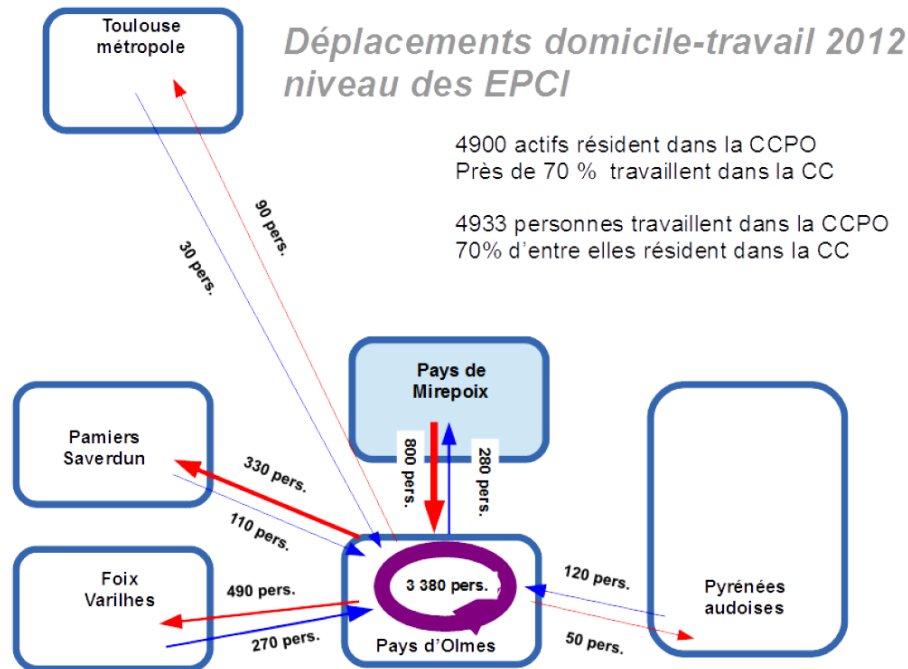 Toulouse
métropole
Déplacements domicile-travail 2012
niveau des EPCI
4900 actifs résident dans la CCPO
Près de 70 % travaillent dans la CC
4933 personnes travaillent dans la CCPO
70% d'entre elles résident dans la CC
90 pers.
30 pers.
Pays de
Mirepoix
Pamiers
Saverdun
330 pers.
110 pers.
800 pers.
280 pers.
Foix
Varilhes
490 pers.
270 pers.
3 380 pers.
Pays d'Olmes
120 pers.
50 pers.
Pyrénées
audoises